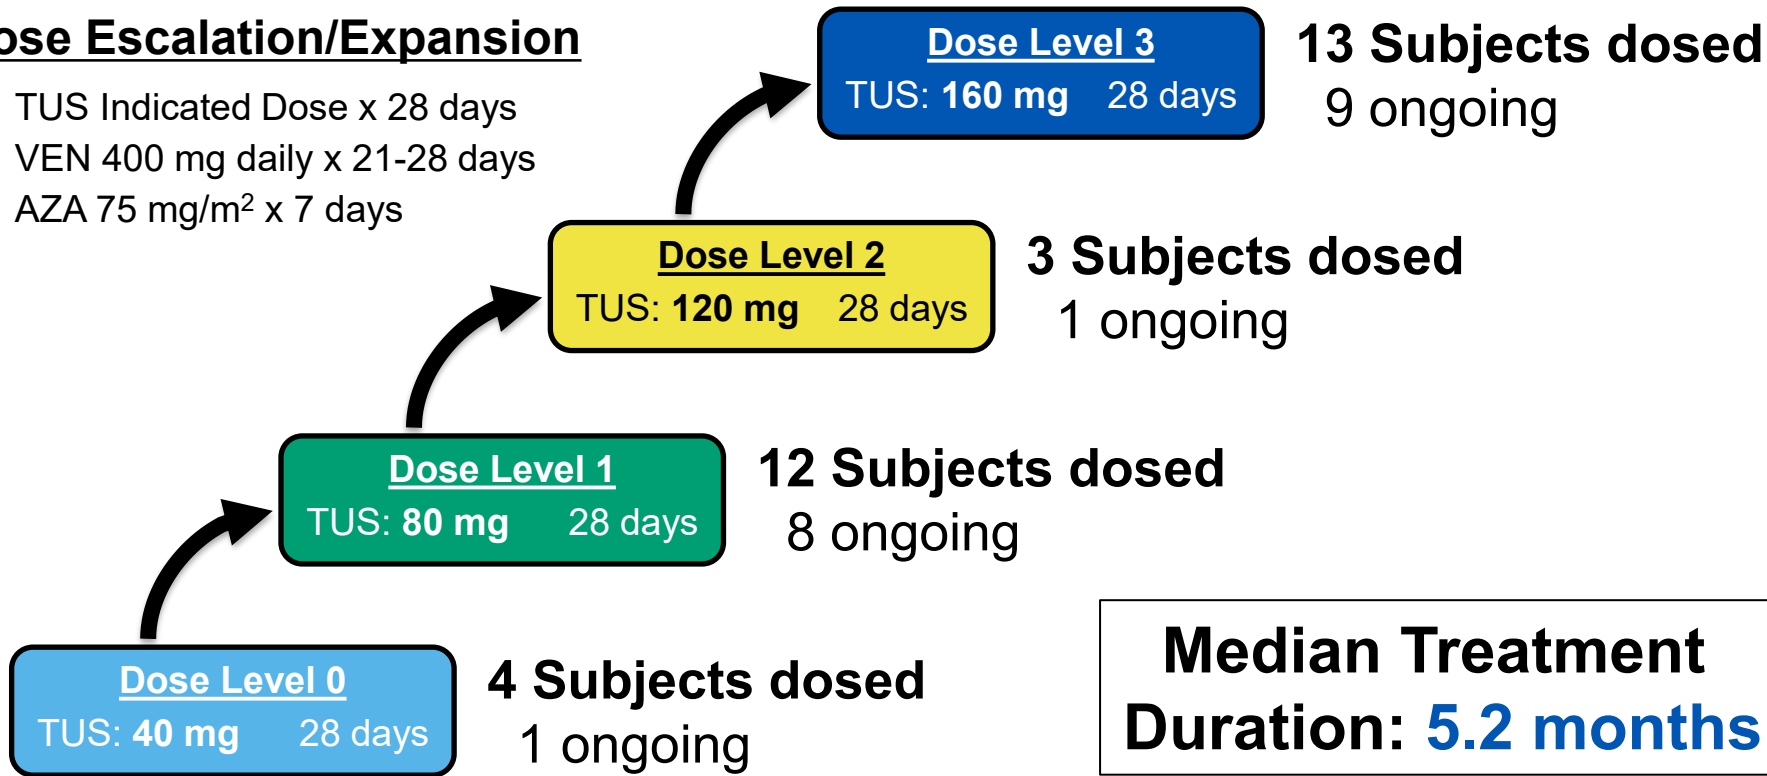 ose Escalation/Expansion
TUS Indicated Dose x 28 days
VEN 400 mg daily x 21-28 days
AZA 75 mg/m² x 7 days
Dose Level 3
TUS: 160 mg 28 days
13 Subjects dosed
9 ongoing
Dose Level 2
TUS: 120 mg 28 days
3 Subjects dosed
1 ongoing
Dose Level 1
TUS: 80 mg 28 days
12 Subjects dosed
8 ongoing
Dose Level 0
TUS: 40 mg 28 days
4 Subjects dosed
1 ongoing
Median Treatment
Duration: 5.2 months